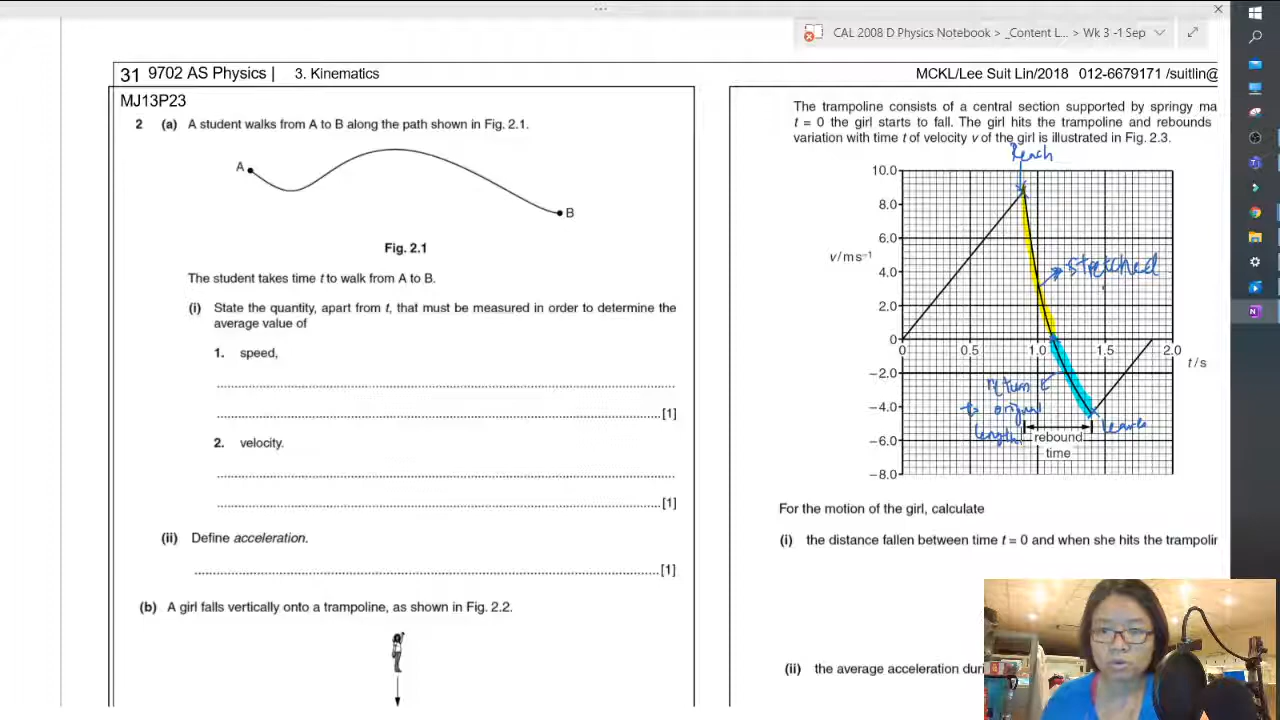 CAL 2008 D Physics Notebook > _Content L... > Wk 3 -1 Sep
31 9702 AS Physics | 3. Kinematics
MCKL/Lee Suit Lin/2018 012-6679171 /suitlin@
MJ13P23
2 (a) A student walks from A to B along the path shown in Fig. 2.1.
A
B
Fig. 2.1
The student takes time t to walk from A to B.
(i) State the quantity, apart from t, that must be measured in order to determine the
average value of
1. speed,
[1]
2. velocity.
[1]
(ii) Define acceleration.
[1]
(b) A girl falls vertically onto a trampoline, as shown in Fig. 2.2.
The trampoline consists of a central section supported by springy ma
t = 0 the girl starts to fall. The girl hits the trampoline and rebounds
variation with time t of velocity v of the girl is illustrated in Fig. 2.3.
Reach
10.0
8.0
6.0
v/ms⁻¹
4.0
stretched
2.0
0
0 0.5 1.0 1.5 2.0
t/s
−2.0
return
−4.0
to original
length
leave
−6.0
rebound
time
−8.0
For the motion of the girl, calculate
(i) the distance fallen between time t = 0 and when she hits the trampolin
(ii) the average acceleration duri